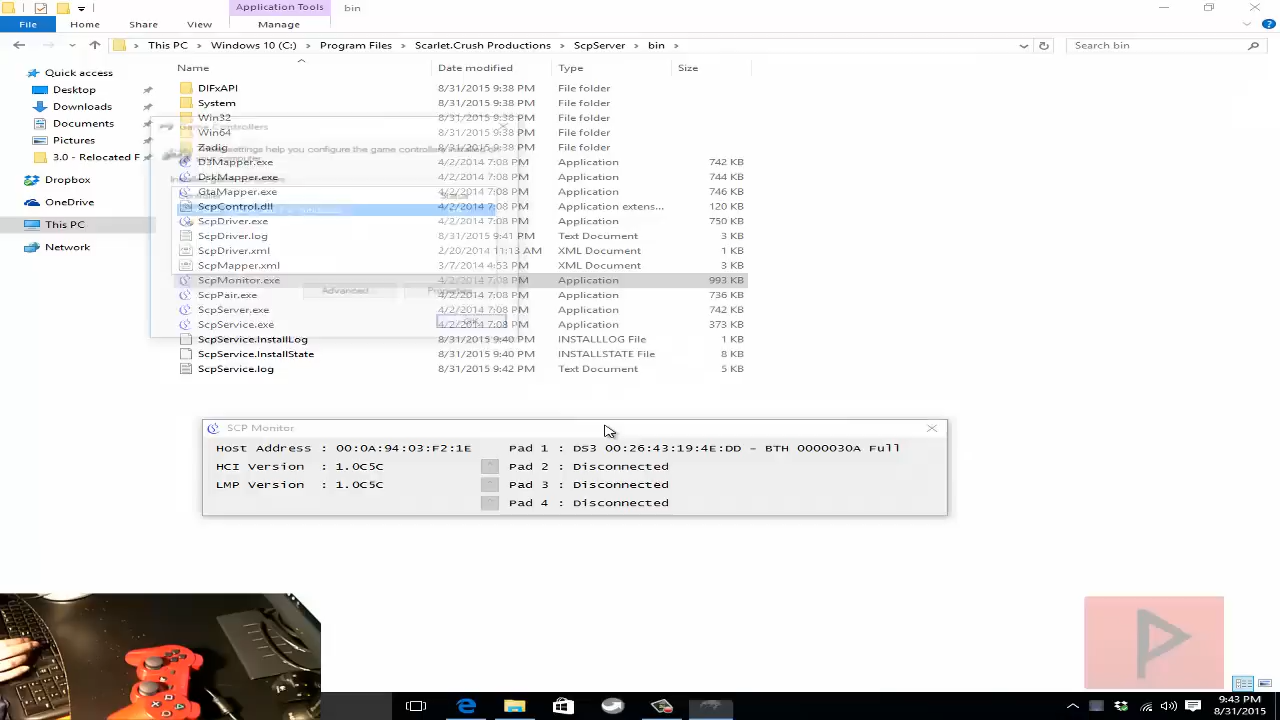 Application Tools
bin
File
Home
Share
View
Manage
This PC
Windows 10 (C:)
Program Files
Scarlet.Crush Productions
ScpServer
bin
Search bin
Quick access
Desktop
Downloads
Documents
Pictures
3.0 - Relocated F
Dropbox
OneDrive
This PC
Network
Name Date modified Type Size
DIFxAPI 8/31/2015 9:38 PM File folder
System 8/31/2015 9:38 PM File folder
Win32 8/31/2015 9:38 PM File folder
Win64 8/31/2015 9:38 PM File folder
Zadig 8/31/2015 9:38 PM File folder
D3Mapper.exe 4/2/2014 7:08 PM Application 742 KB
DskMapper.exe 4/2/2014 7:08 PM Application 744 KB
GtaMapper.exe 4/2/2014 7:08 PM Application 746 KB
ScpControl.dll 4/2/2014 7:08 PM Application extens... 120 KB
ScpDriver.exe 4/2/2014 7:08 PM Application 750 KB
ScpDriver.log 8/31/2015 9:41 PM Text Document 3 KB
ScpDriver.xml 2/20/2014 11:13 AM XML Document 1 KB
ScpMapper.xml 3/7/2014 4:53 PM XML Document 3 KB
ScpMonitor.exe 4/2/2014 7:08 PM Application 993 KB
ScpPair.exe 4/2/2014 7:08 PM Application 736 KB
ScpServer.exe 4/2/2014 7:08 PM Application 742 KB
ScpService.exe 4/2/2014 7:08 PM Application 373 KB
ScpService.InstallLog 8/31/2015 9:40 PM INSTALLLOG File 1 KB
ScpService.InstallState 8/31/2015 9:40 PM INSTALLSTATE File 8 KB
ScpService.log 8/31/2015 9:42 PM Text Document 5 KB
Game Controllers
settings help you configure the game controllers installed on
Status
Advanced...
Properties
SCP Monitor
Host Address : 00:0A:94:03:F2:1E
HCI Version : 1.0C5C
LMP Version : 1.0C5C
Pad 1 : DS3 00:26:43:19:4E:DD - BTH 0000030A Full
Pad 2 : Disconnected
Pad 3 : Disconnected
Pad 4 : Disconnected
P
9:43 PM
8/31/2015